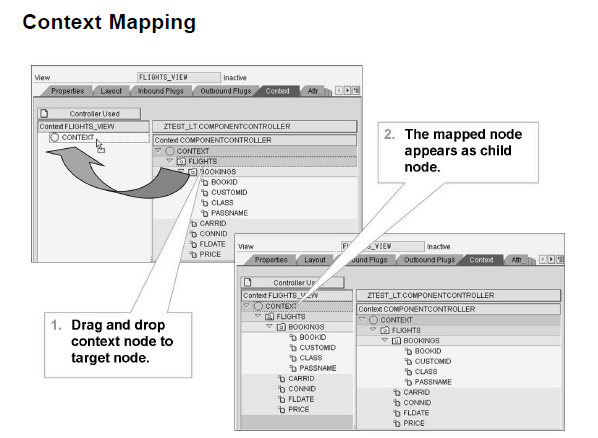 Context Mapping
View FLIGHTS_VIEW Inactive
Properties Layout Inbound Plugs Outbound Plugs Context Attr
Controller Used
Context FLIGHTS_VIEW
CONTEXT
ZTEST_LT.COMPONENTCONTROLLER
Context COMPONENTCONTROLLER
CONTEXT
FLIGHTS
BOOKINGS
BOOKID
CUSTOMID
CLASS
PASSNAME
CARRID
CONNID
FLDATE
PRICE
2. The mapped node
appears as child
node.
1. Drag and drop
context node to
target node.
View Inactive
Properties Layout und Plugs Outbound Plugs Context Attr
Controller Us
Context FLIGHTS_VIEW
CONTEXT
FLIGHTS
BOOKINGS
BOOKID
CUSTOMID
CLASS
PASSNAME
CARRID
CONNID
FLDATE
PRICE
ZTEST_LT.COMPONENTCONTROLLER
Context COMPONENTCONTROLLER
CONTEXT
FLIGHTS
BOOKINGS
BOOKID
CUSTOMID
CLASS
PASSNAME
CARRID
CONNID
FLDATE
PRICE